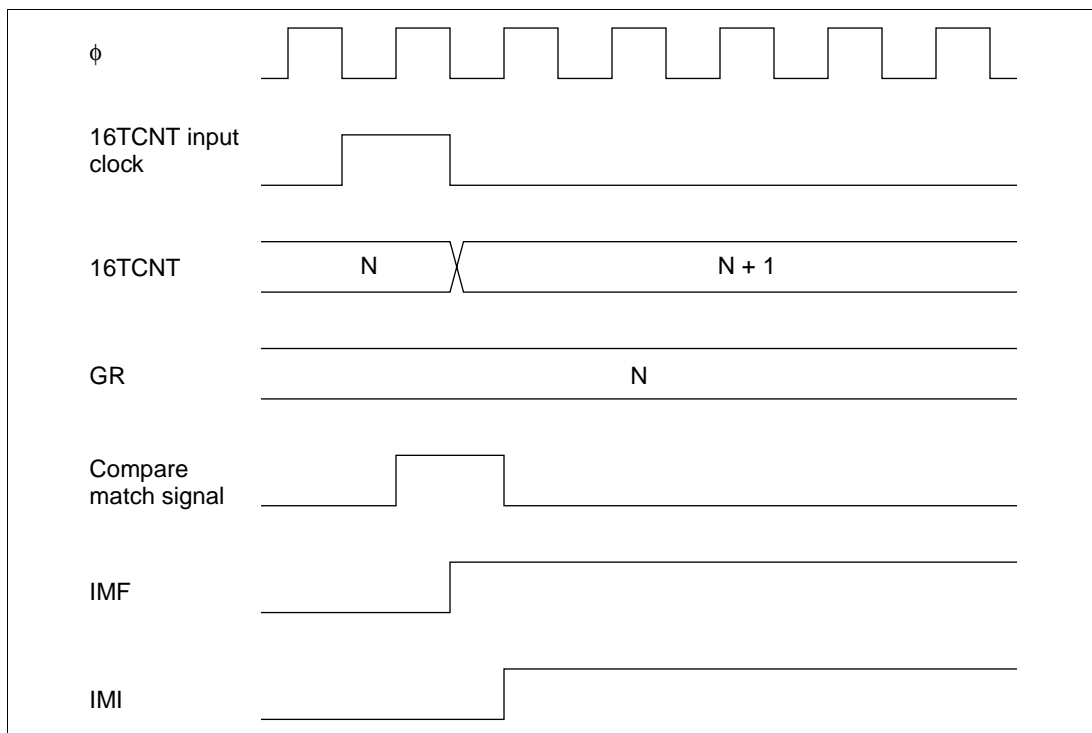 ϕ
16TCNT input
clock
16TCNT
N
N + 1
GR
N
Compare
match signal
IMF
IMI